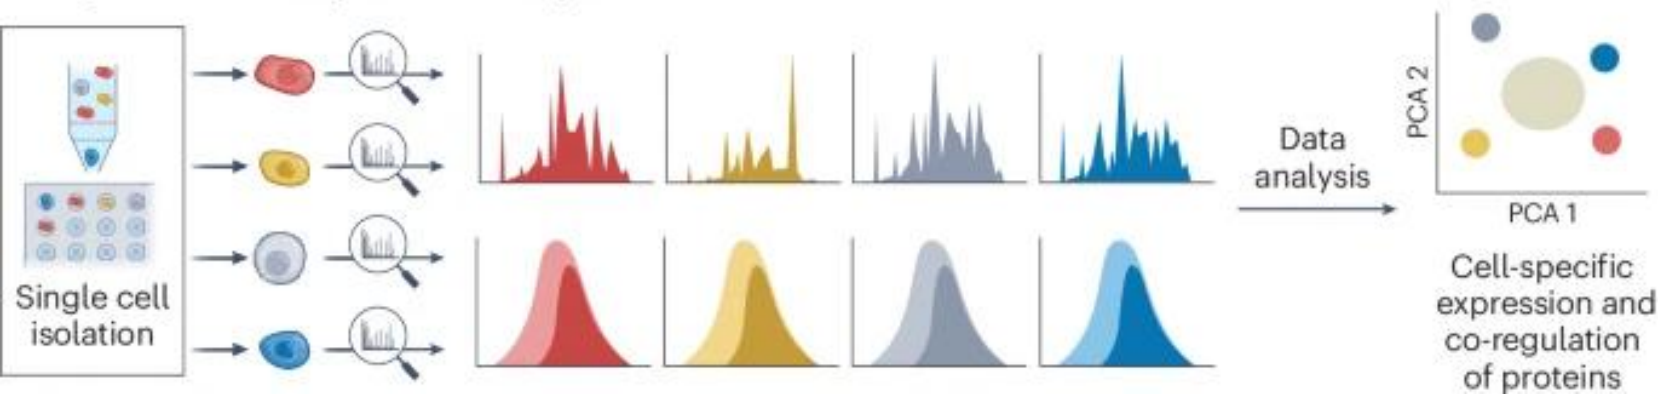 Single cell
isolation
Data
analysis
PCA 2
PCA 1
Cell-specific
expression and
co-regulation
of proteins